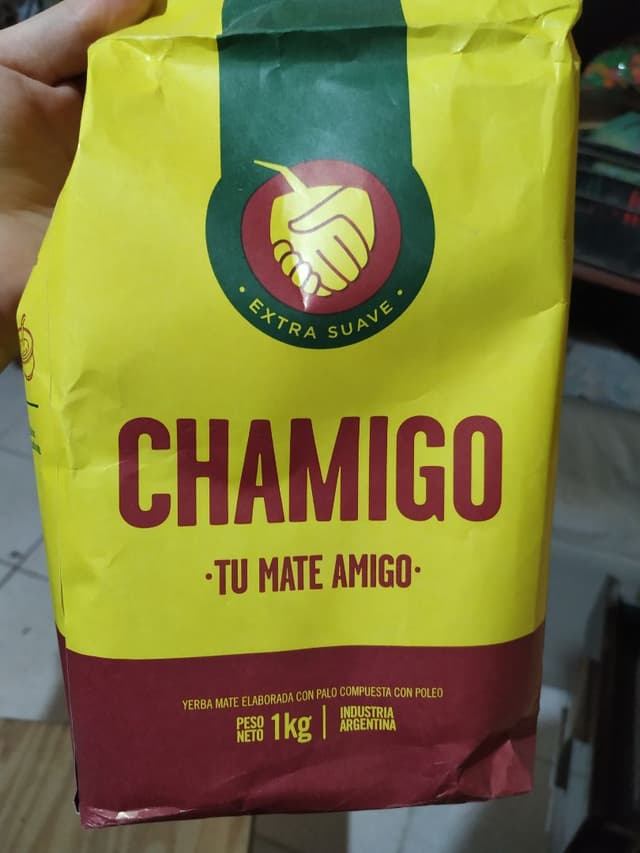 · EXTRA SUAVE ·
CHAMIGO
·TU MATE AMIGO·
YERBA MATE ELABORADA CON PALO COMPUESTA CON POLEO
PESO
NETO
1kg
INDUSTRIA
ARGENTINA